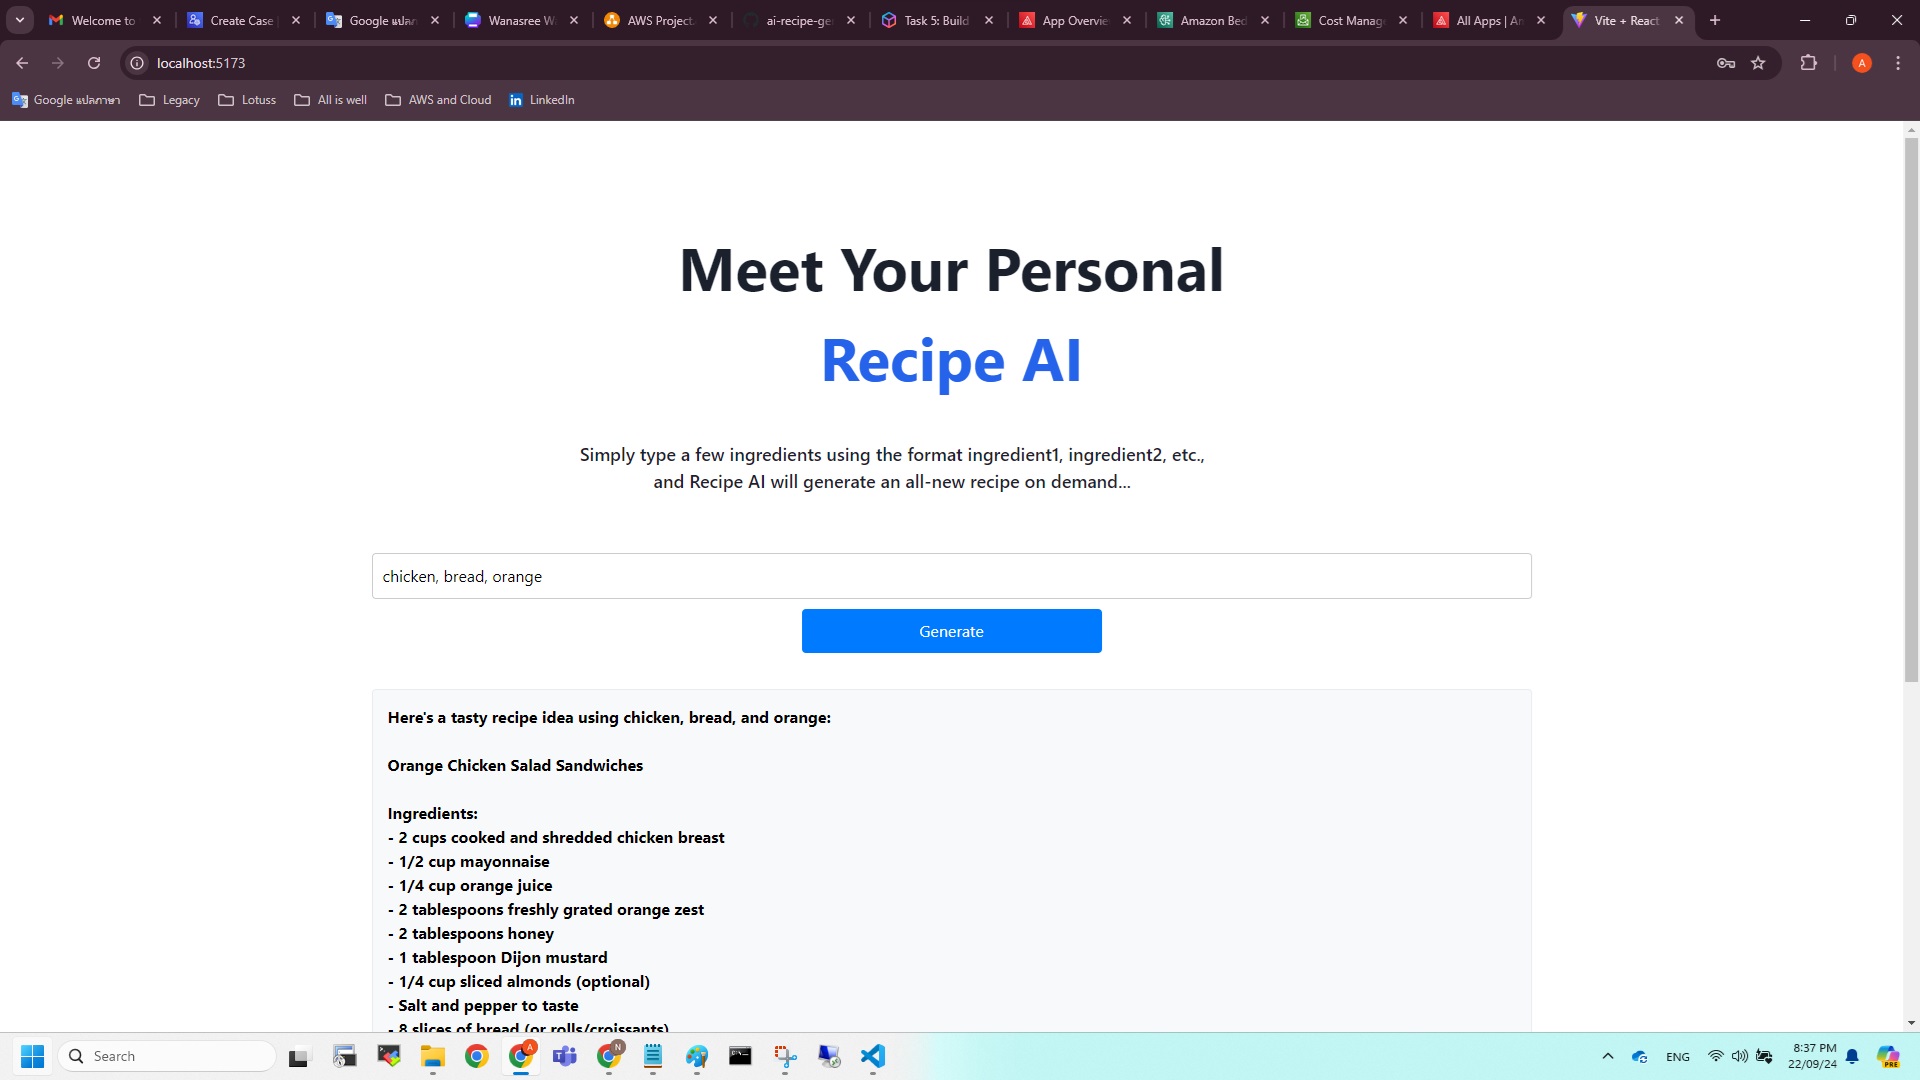 Welcome to
Create Case
Google แปลภ
Wanasree W
AWS Project
ai-recipe-ge
Task 5: Build
App Overvie
Amazon Bed
Cost Manag
All Apps | A
Vite + React
localhost:5173
A
Google แปลภาษา
Legacy
Lotuss
All is well
AWS and Cloud
in LinkedIn
Meet Your Personal
Recipe AI
Simply type a few ingredients using the format ingredient1, ingredient2, etc.,
and Recipe AI will generate an all-new recipe on demand...
chicken, bread, orange
Generate
Here's a tasty recipe idea using chicken, bread, and orange:
Orange Chicken Salad Sandwiches
Ingredients:
- 2 cups cooked and shredded chicken breast
- 1/2 cup mayonnaise
- 1/4 cup orange juice
- 2 tablespoons freshly grated orange zest
- 2 tablespoons honey
- 1 tablespoon Dijon mustard
- 1/4 cup sliced almonds (optional)
- Salt and pepper to taste
- 8 slices of bread (or rolls/croissants)
Search
A
N
ENG
8:37 PM
22/09/24
PRE